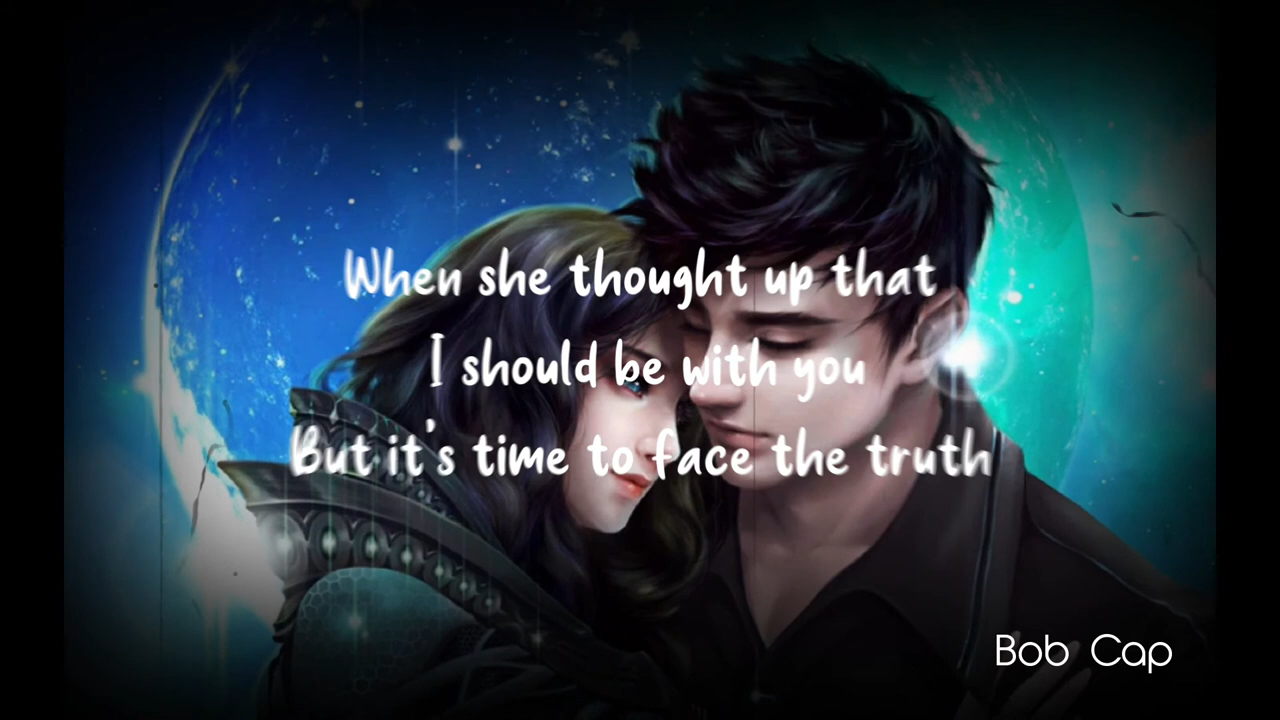 When she thought up that
I should be with you
But it's time to face the truth
Bob Cap